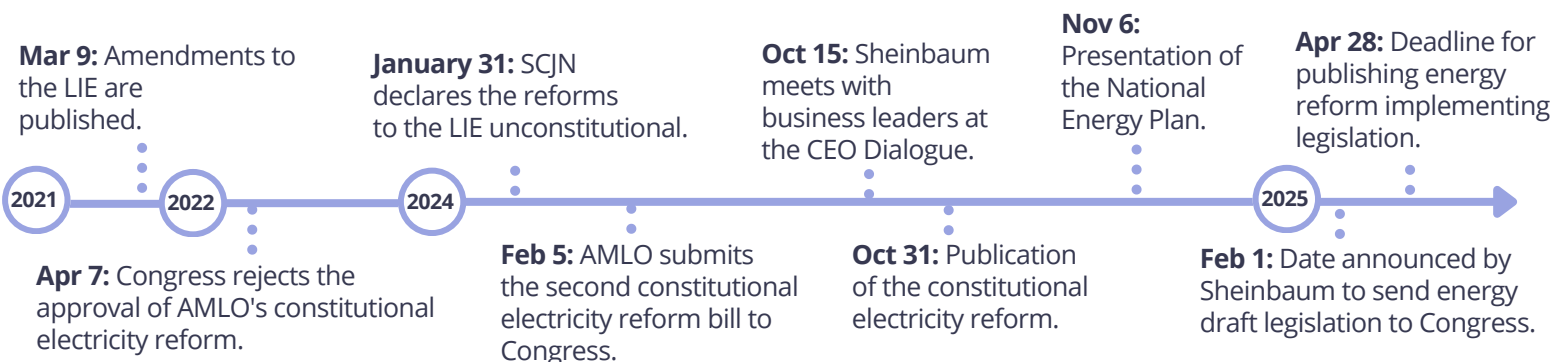 Mar 9: Amendments to
the LIE are
published.
January 31: SCJN
declares the reforms
to the LIE unconstitutional.
Oct 15: Sheinbaum
meets with
business leaders at
the CEO Dialogue.
Nov 6:
Presentation of
the National
Energy Plan.
Apr 28: Deadline for
publishing energy
reform implementing
legislation.
2021
2022
2024
2025
Apr 7: Congress rejects the
approval of AMLO's constitutional
electricity reform.
Feb 5: AMLO submits
the second constitutional
electricity reform bill to
Congress.
Oct 31: Publication
of the constitutional
electricity reform.
Feb 1: Date announced by
Sheinbaum to send energy
draft legislation to Congress.